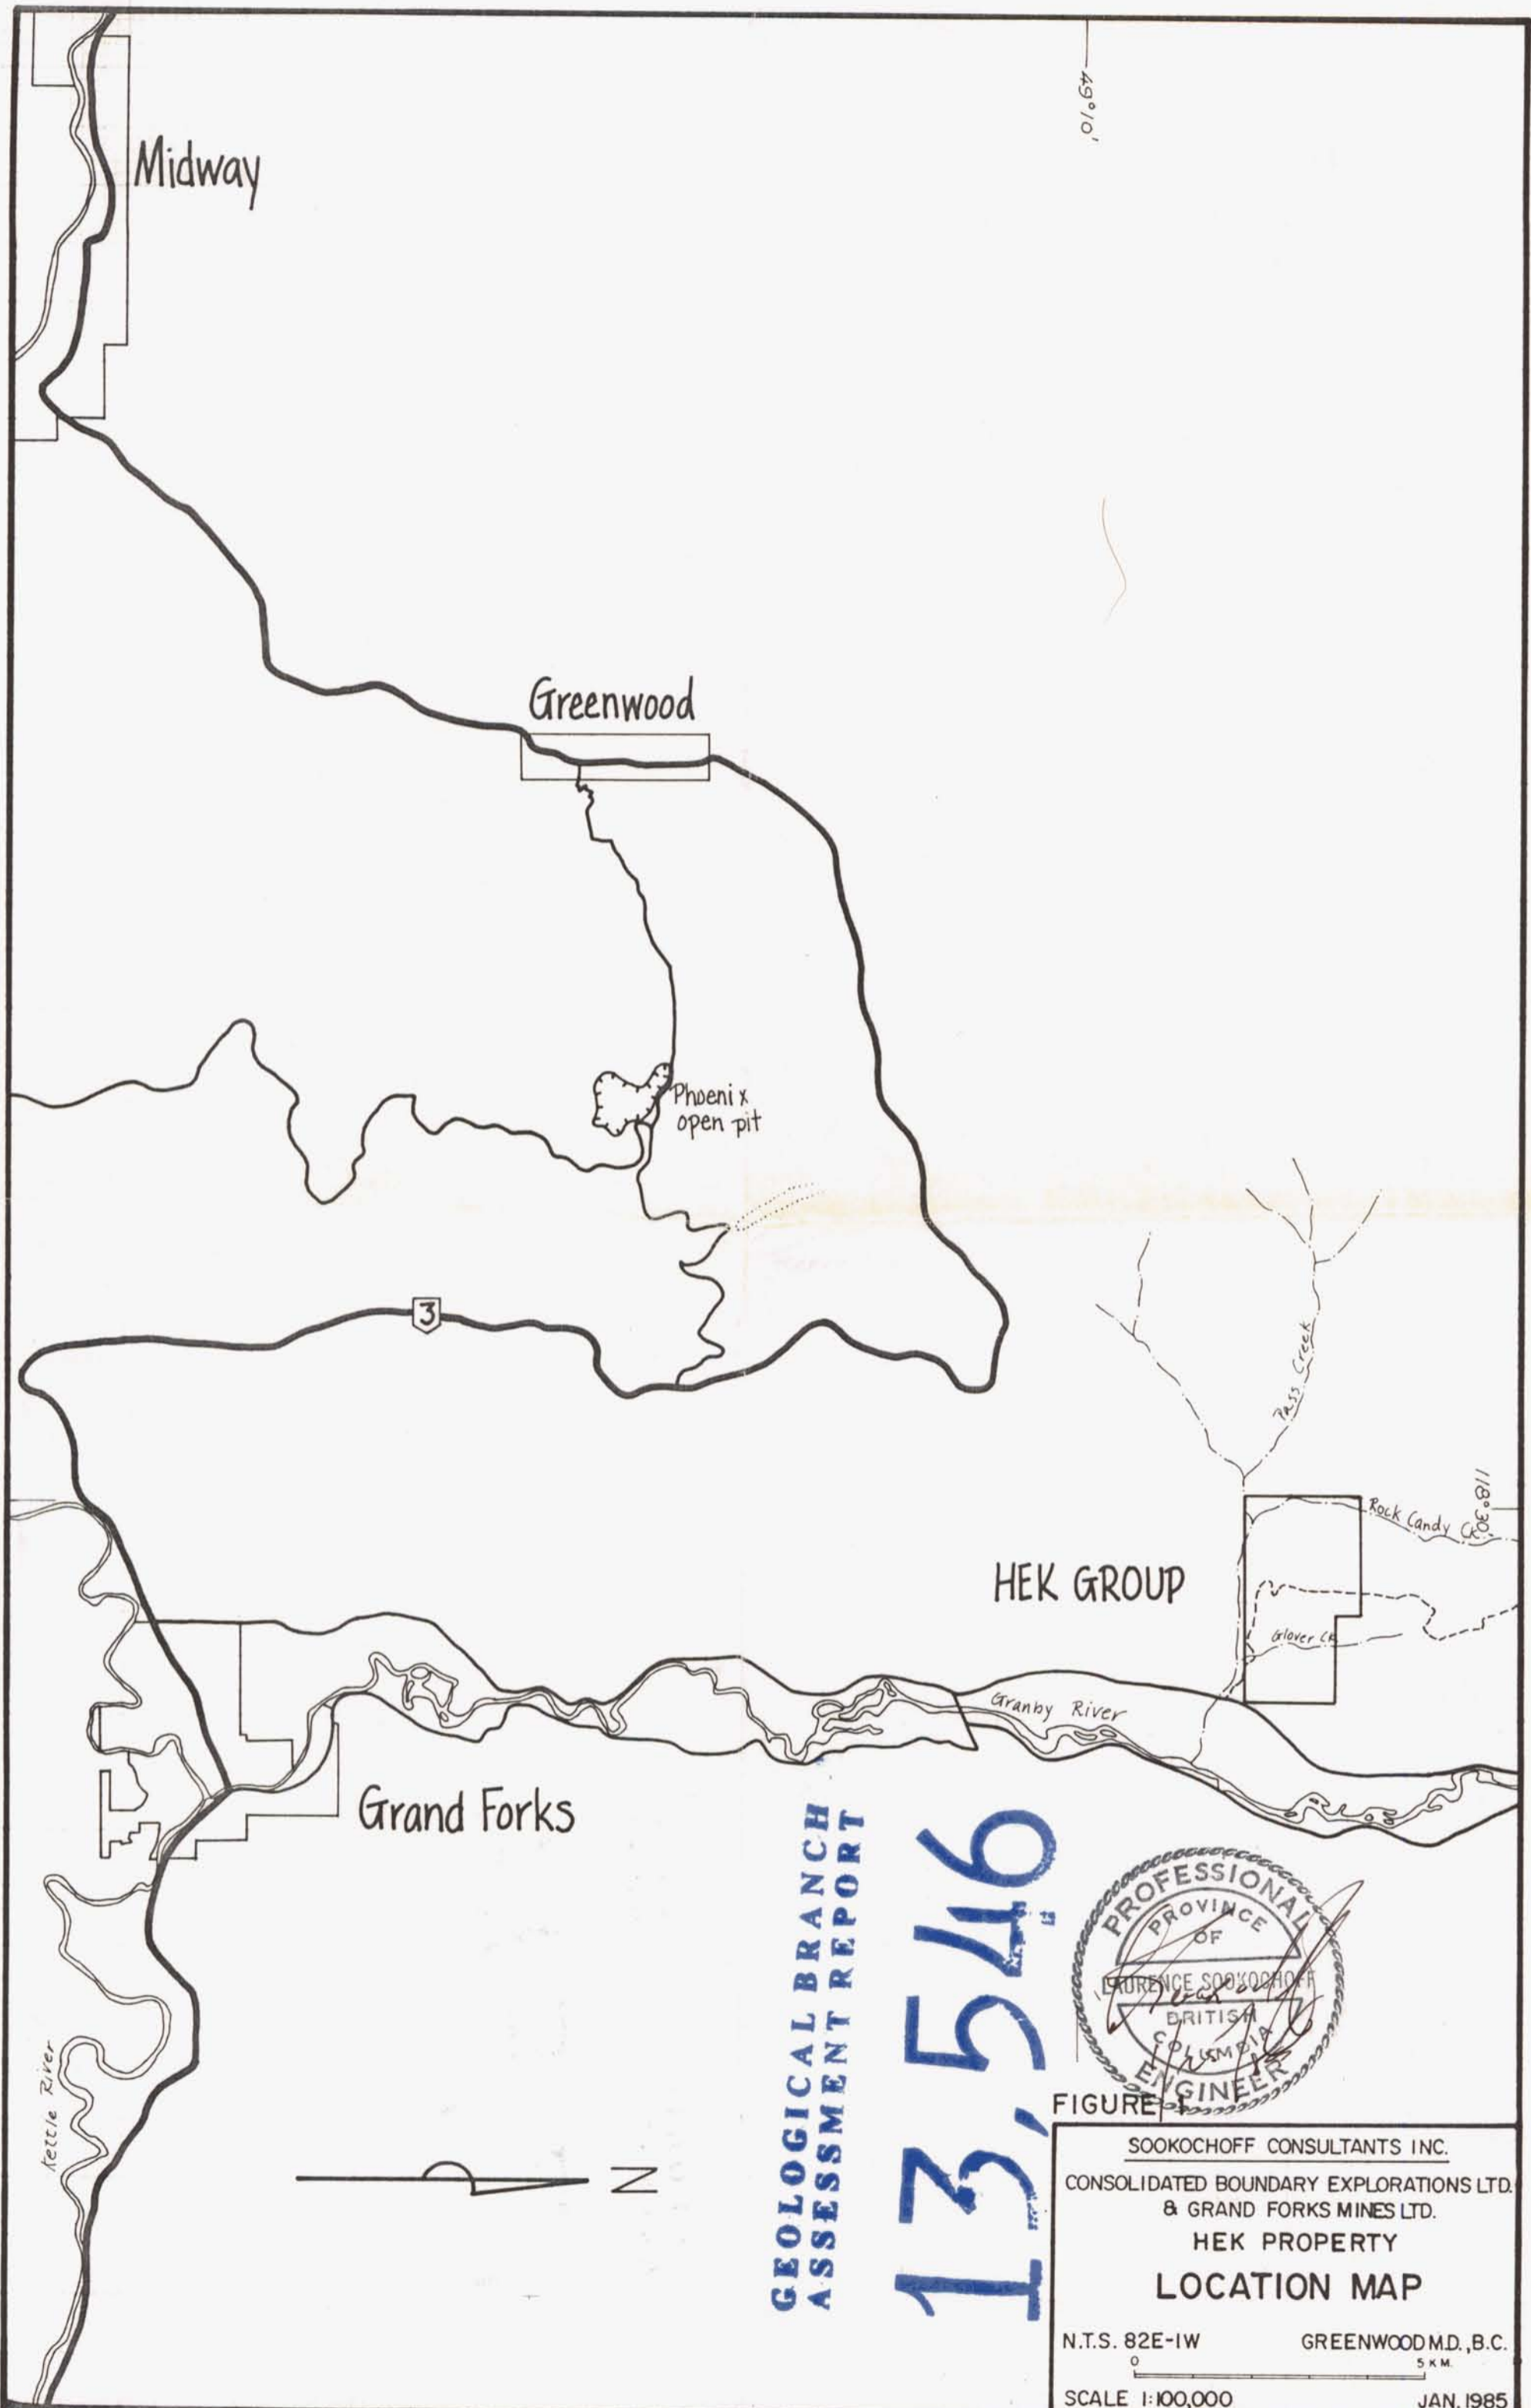 49°10'
Midway
Greenwood
Phoenix
open pit
3
Pass Creek
118°30'
Rock Candy Ck.
HEK GROUP
Glover Ck.
Granby River
Grand Forks
Kettle River
N
GEOLOGICAL BRANCH
ASSESSMENT REPORT
13,546
PROFESSIONAL
PROVINCE
OF
LAURENCE SOOKOCHOFF
BRITISH
COLUMBIA
ENGINEER
FIGURE 1
SOOKOCHOFF CONSULTANTS INC.
CONSOLIDATED BOUNDARY EXPLORATIONS LTD.
& GRAND FORKS MINES LTD.
HEK PROPERTY
LOCATION MAP
N.T.S. 82E-1W GREENWOOD M.D., B.C.
0 5 KM.
SCALE 1:100,000 JAN. 1985